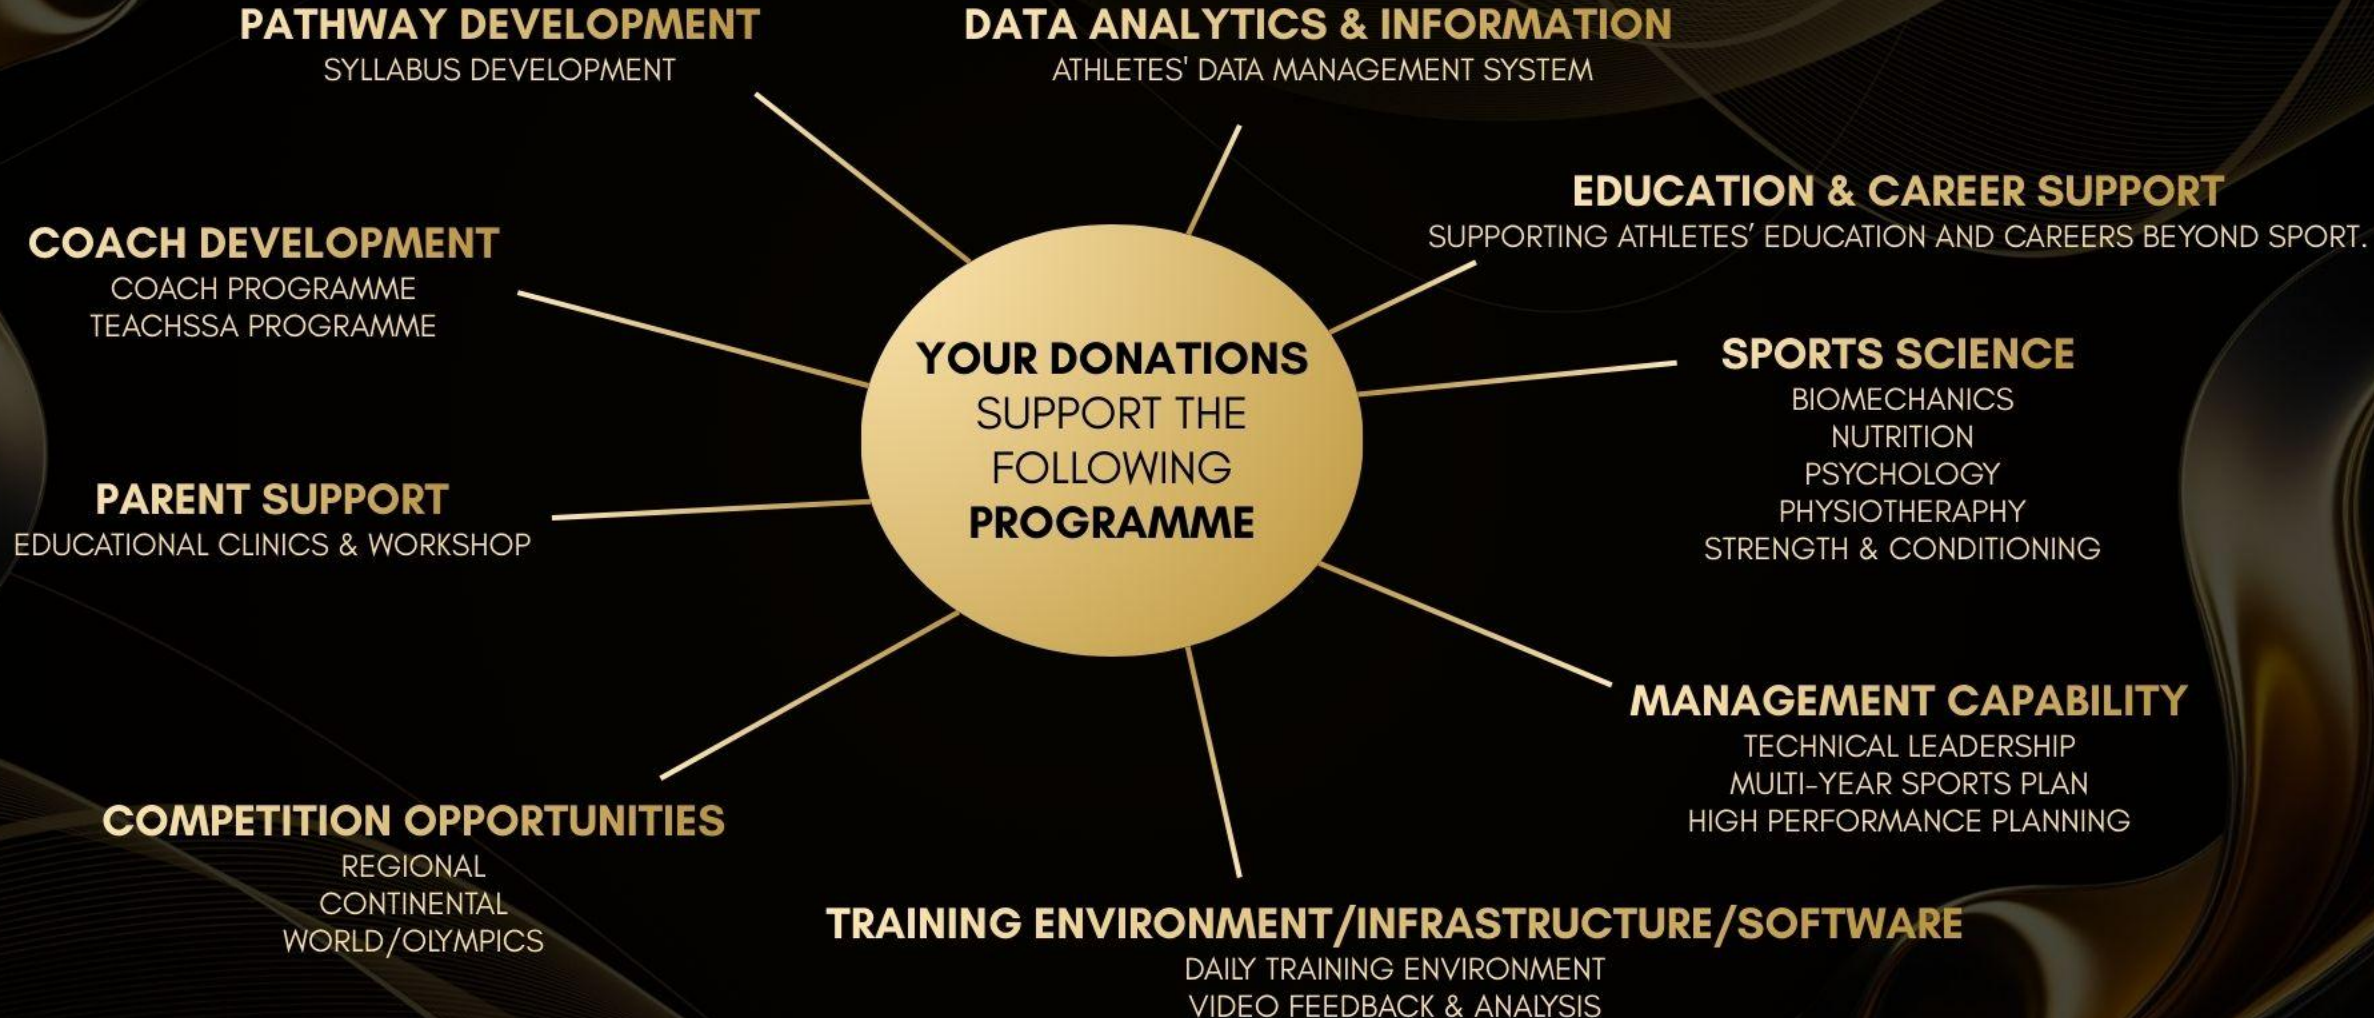 PATHWAY DEVELOPMENT
SYLLABUS DEVELOPMENT
DATA ANALYTICS & INFORMATION
ATHLETES' DATA MANAGEMENT SYSTEM
EDUCATION & CAREER SUPPORT
SUPPORTING ATHLETES’ EDUCATION AND CAREERS BEYOND SPORT.
COACH DEVELOPMENT
COACH PROGRAMME
TEACHSSA PROGRAMME
YOUR DONATIONS
SUPPORT THE
FOLLOWING
PROGRAMME
SPORTS SCIENCE
BIOMECHANICS
NUTRITION
PSYCHOLOGY
PHYSIOTHERAPHY
STRENGTH & CONDITIONING
PARENT SUPPORT
EDUCATIONAL CLINICS & WORKSHOP
MANAGEMENT CAPABILITY
TECHNICAL LEADERSHIP
MULTI-YEAR SPORTS PLAN
HIGH PERFORMANCE PLANNING
COMPETITION OPPORTUNITIES
REGIONAL
CONTINENTAL
WORLD/OLYMPICS
TRAINING ENVIRONMENT/INFRASTRUCTURE/SOFTWARE
DAILY TRAINING ENVIRONMENT
VIDEO FEEDBACK & ANALYSIS